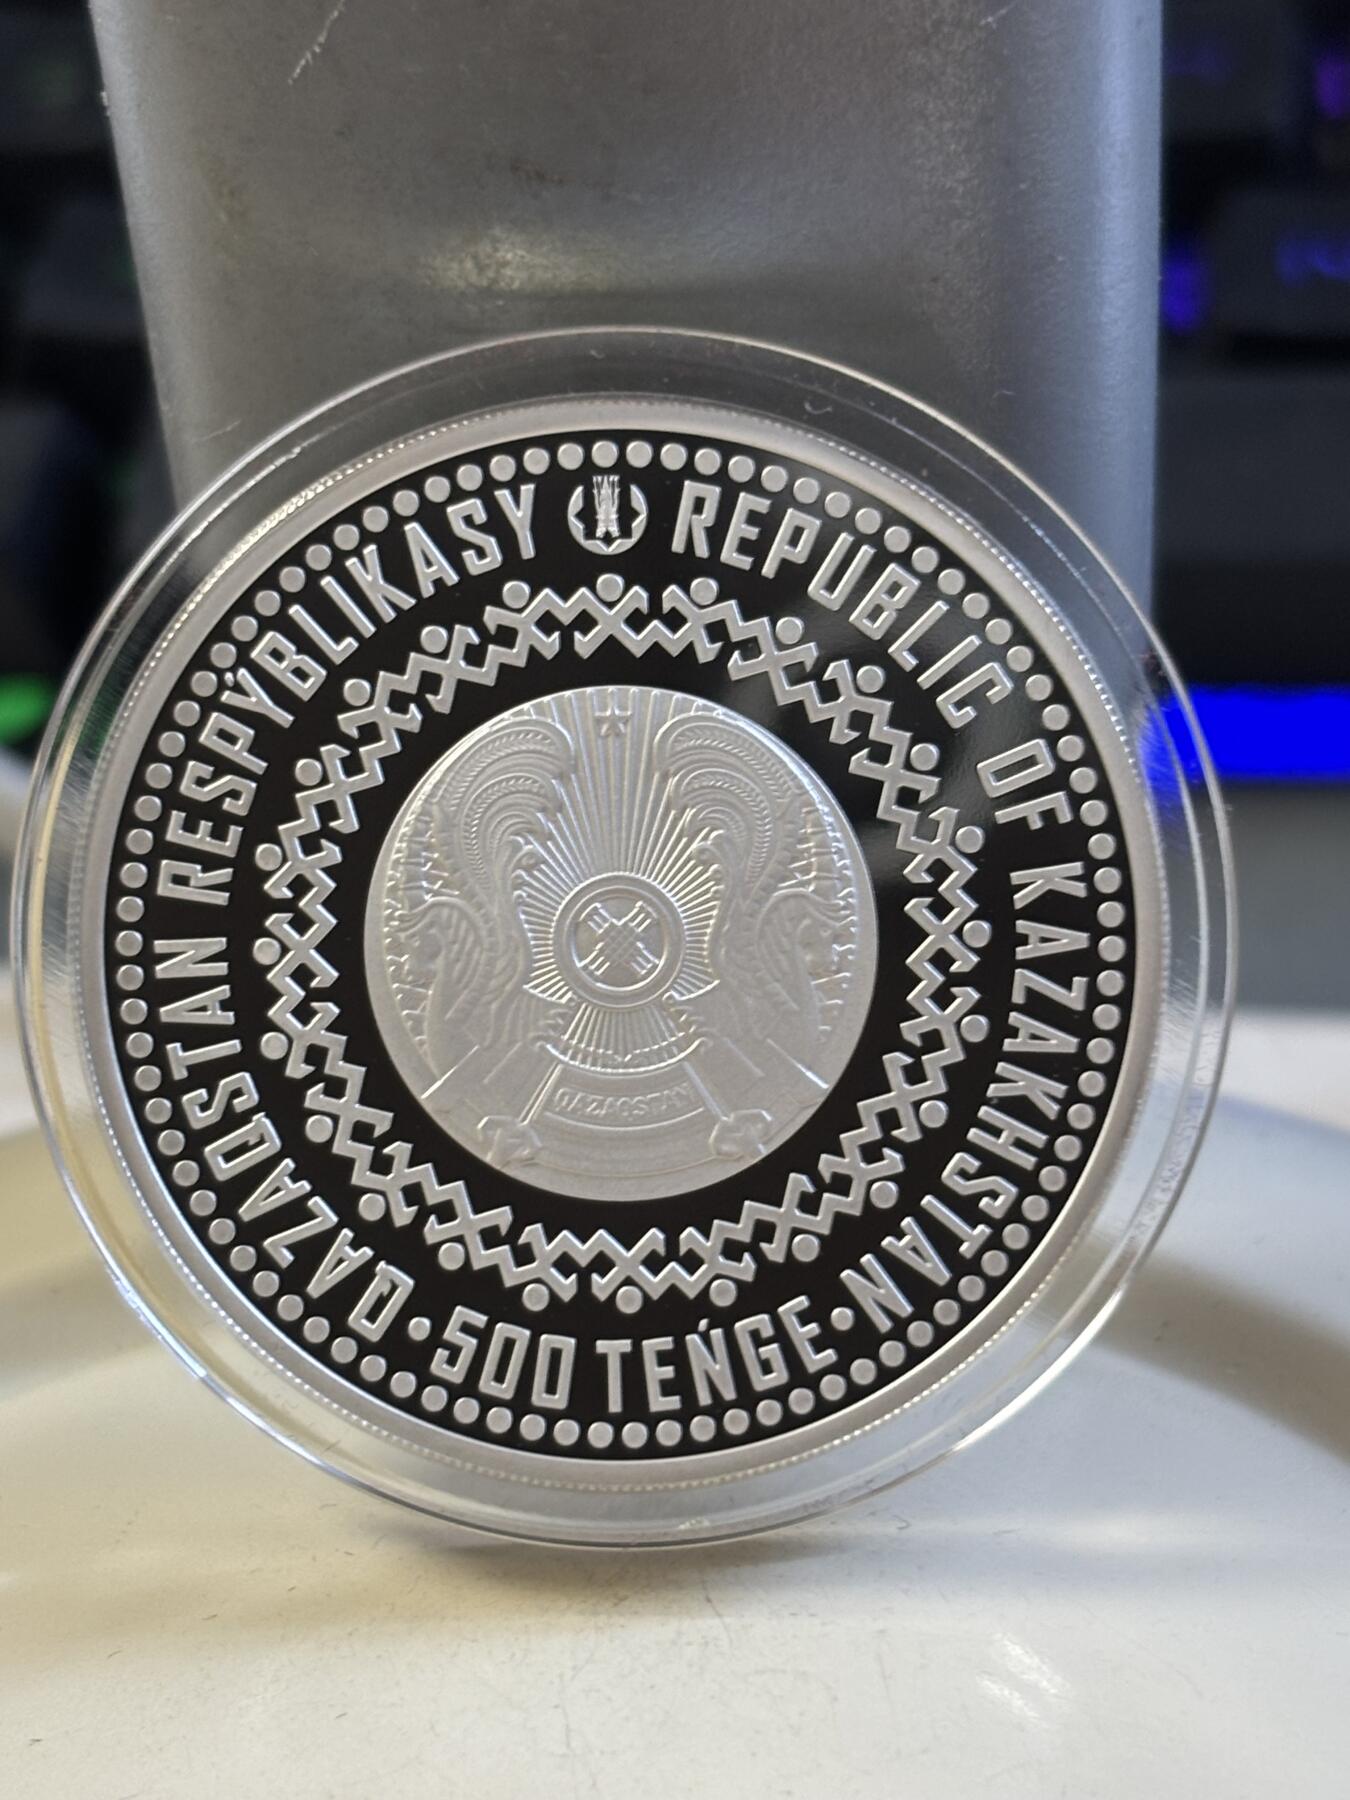 QAZAQSTAN RESPÝBLIKASY
REPUBLIC OF KAZAKHSTAN
• 500 TEŃGE •
QAZAQSTAN